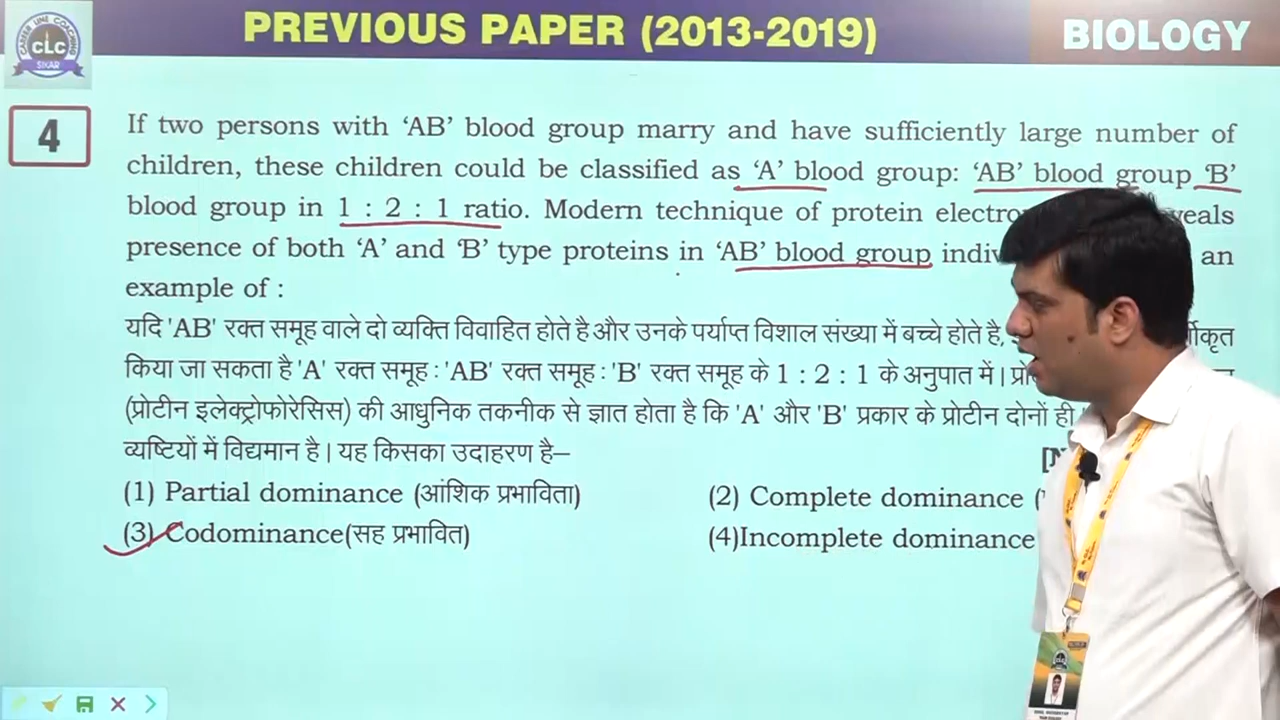 PREVIOUS PAPER (2013-2019)
BIOLOGY
CAREER LINE COACHING
CLC
SIKAR
4
If two persons with ‘AB’ blood group marry and have sufficiently large number of
children, these children could be classified as ‘A’ blood group: ‘AB’ blood group ‘B’
blood group in 1 : 2 : 1 ratio. Modern technique of protein
presence of both ‘A’ and ‘B’ type proteins in ‘AB’ blood group an
example of :
यदि 'AB' रक्त समूह वाले दो व्यक्ति विवाहित होते है और उनके पर्याप्त विशाल संख्या में बच्चे होते है,
किया जा सकता है 'A' रक्त समूह : 'AB' रक्त समूह : 'B' रक्त समूह के 1 : 2 : 1 के अनुपात में।
(प्रोटीन इलेक्ट्रोफोरेसिस) की आधुनिक तकनीक से ज्ञात होता है कि 'A' और 'B' प्रकार के प्रोटीन दोनों ही
व्यष्टियों में विद्यमान है। यह किसका उदाहरण है–
(1) Partial dominance (आंशिक प्रभाविता)
(2) Complete dominance
(3) Codominance(सह प्रभावित)
(4)Incomplete dominance
CLC